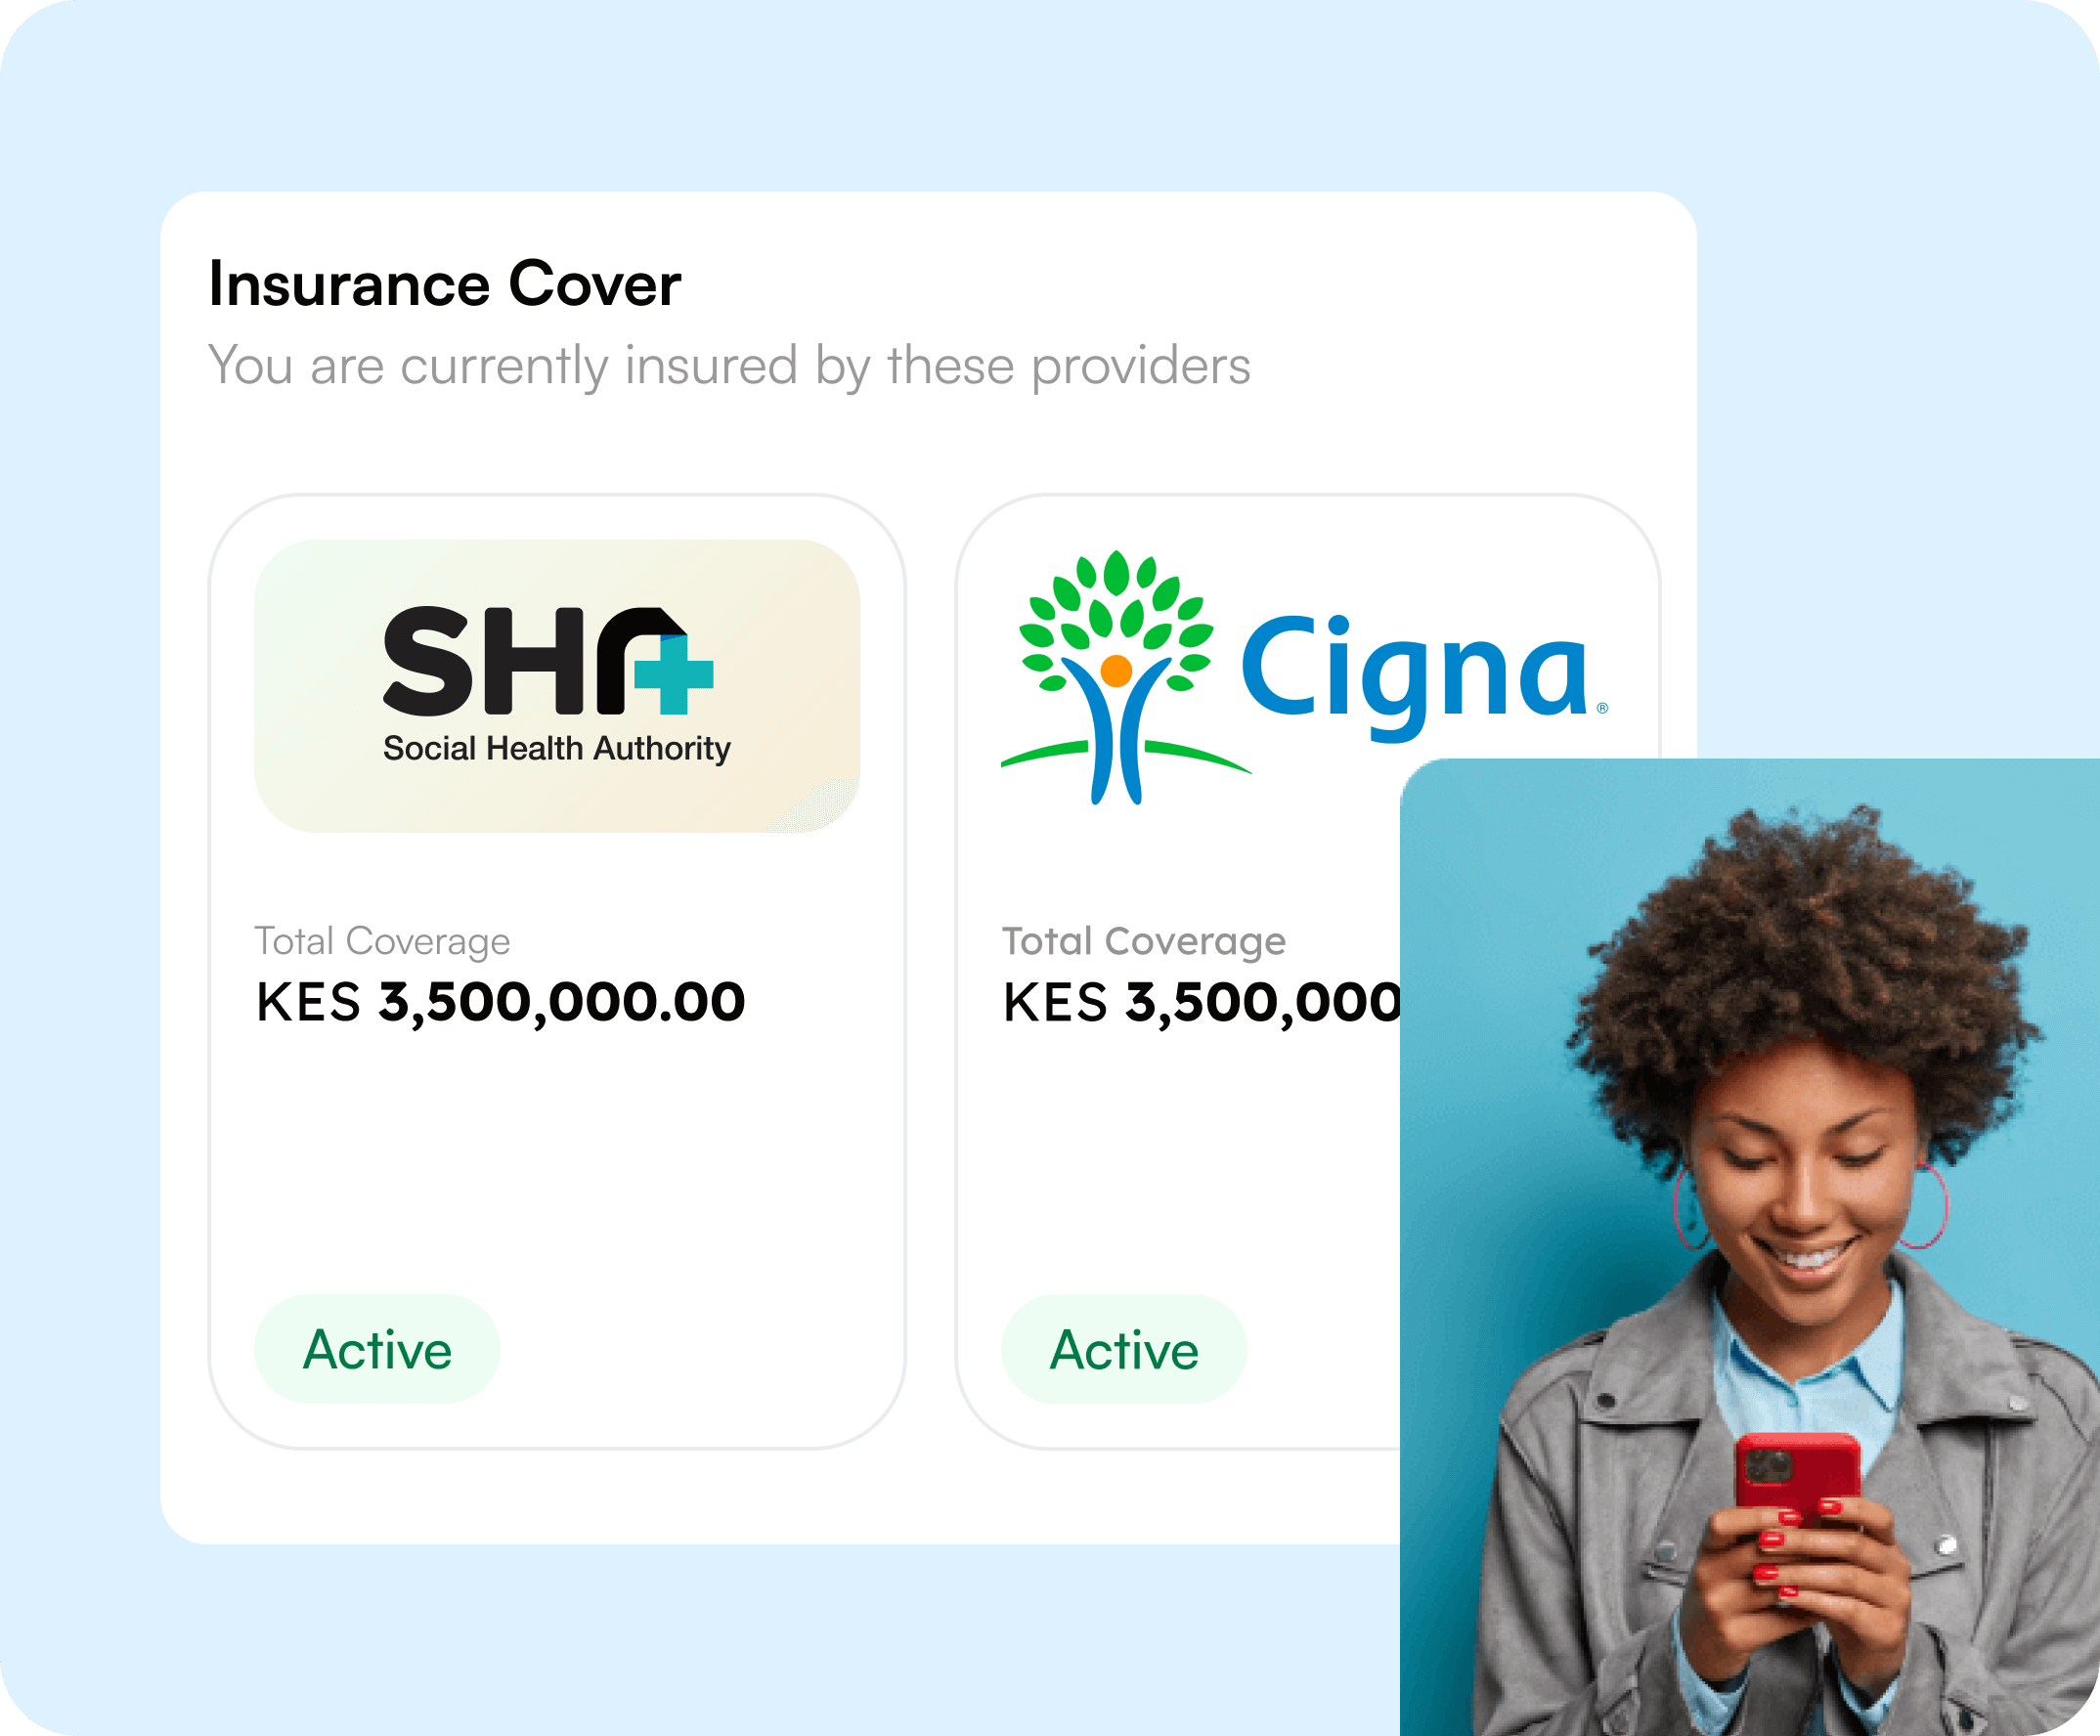 Insurance Cover
You are currently insured by these providers
SHA
Social Health Authority
Cigna®
Total Coverage
KES 3,500,000.00
Active
Total Coverage
KES 3,500,000
Active